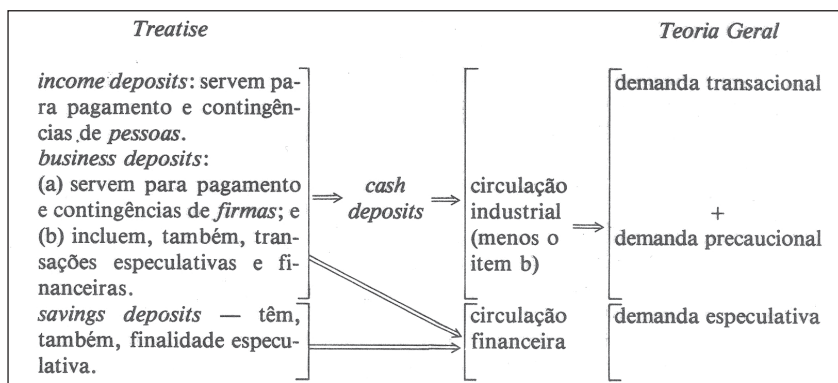 Treatise
Teoria Geral
income deposits: servem pa-
ra pagamento e contingên-
cias de pessoas.
business deposits:
(a) servem para pagamento
e contingências de firmas; e
(b) incluem, também, tran-
sações especulativas e fi-
nanceiras.
savings deposits — têm,
também, finalidade especu-
lativa.
cash
deposits
circulação
industrial
(menos o
item b)
circulação
financeira
demanda transacional
+
demanda precaucional
demanda especulativa